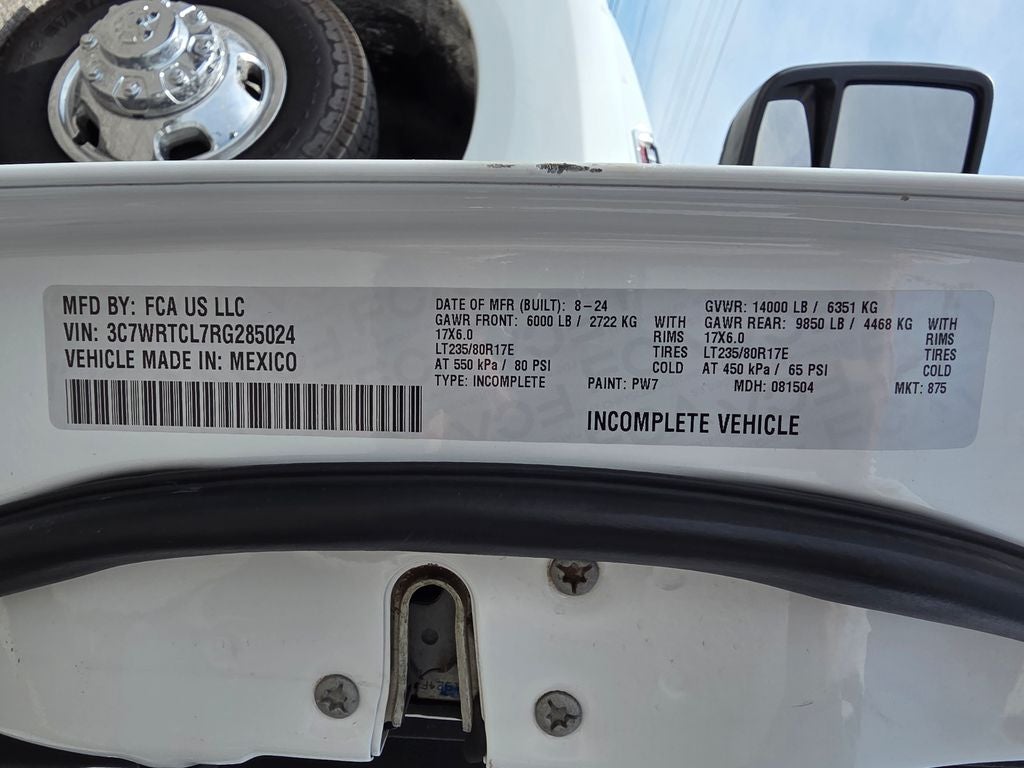 MFD BY: FCA US LLC
VIN: 3C7WRTCL7RG285024
VEHICLE MADE IN: MEXICO
DATE OF MFR (BUILT): 8-24
GAWR FRONT: 6000 LB / 2722 KG WITH
17X6.0 RIMS
LT235/80R17E TIRES
AT 550 kPa / 80 PSI COLD
TYPE: INCOMPLETE
PAINT: PW7
GVWR: 14000 LB / 6351 KG
GAWR REAR: 9850 LB / 4468 KG WITH
17X6.0 RIMS
LT235/80R17E TIRES
AT 450 kPa / 65 PSI COLD
MDH: 081504
MKT: 875
INCOMPLETE VEHICLE